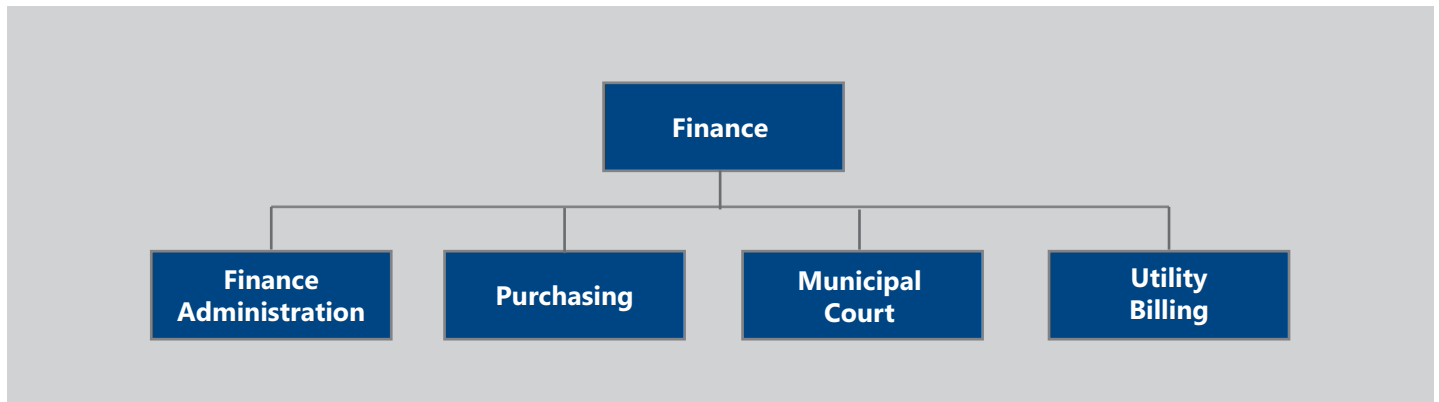 Finance
Finance
Administration
Purchasing
Municipal
Court
Utility
Billing